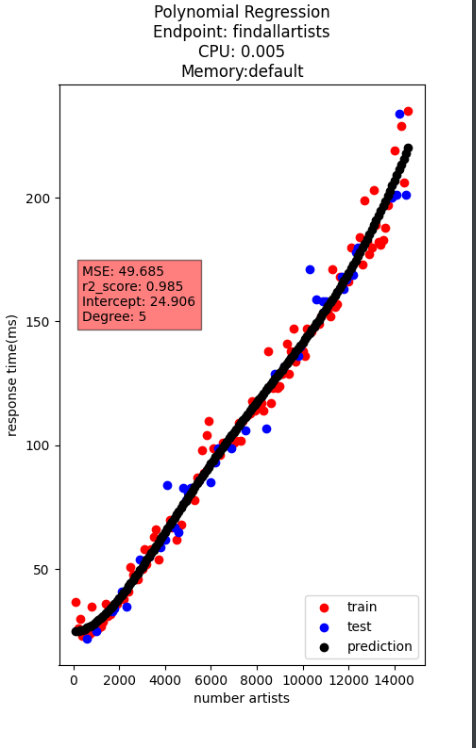 Polynomial Regression
Endpoint: findallartists
CPU: 0.005
Memory:default
response time(ms)
200
150
100
50
MSE: 49.685
r2_score: 0.985
Intercept: 24.906
Degree: 5
train
test
prediction
0 2000 4000 6000 8000 10000 12000 14000
number artists